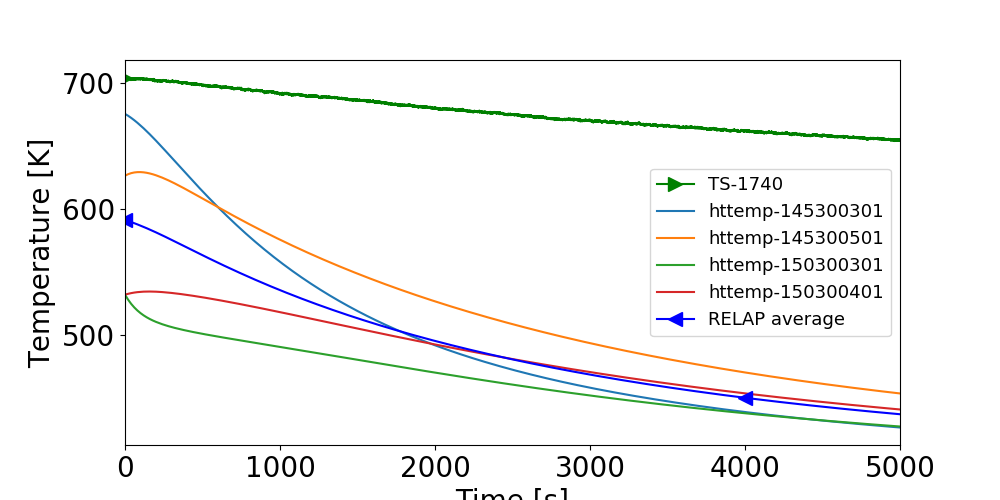 700
600
500
Temperature [K]
TS-1740
httemp-145300301
httemp-145300501
httemp-150300301
httemp-150300401
RELAP average
0 1000 2000 3000 4000 5000
Time [s]